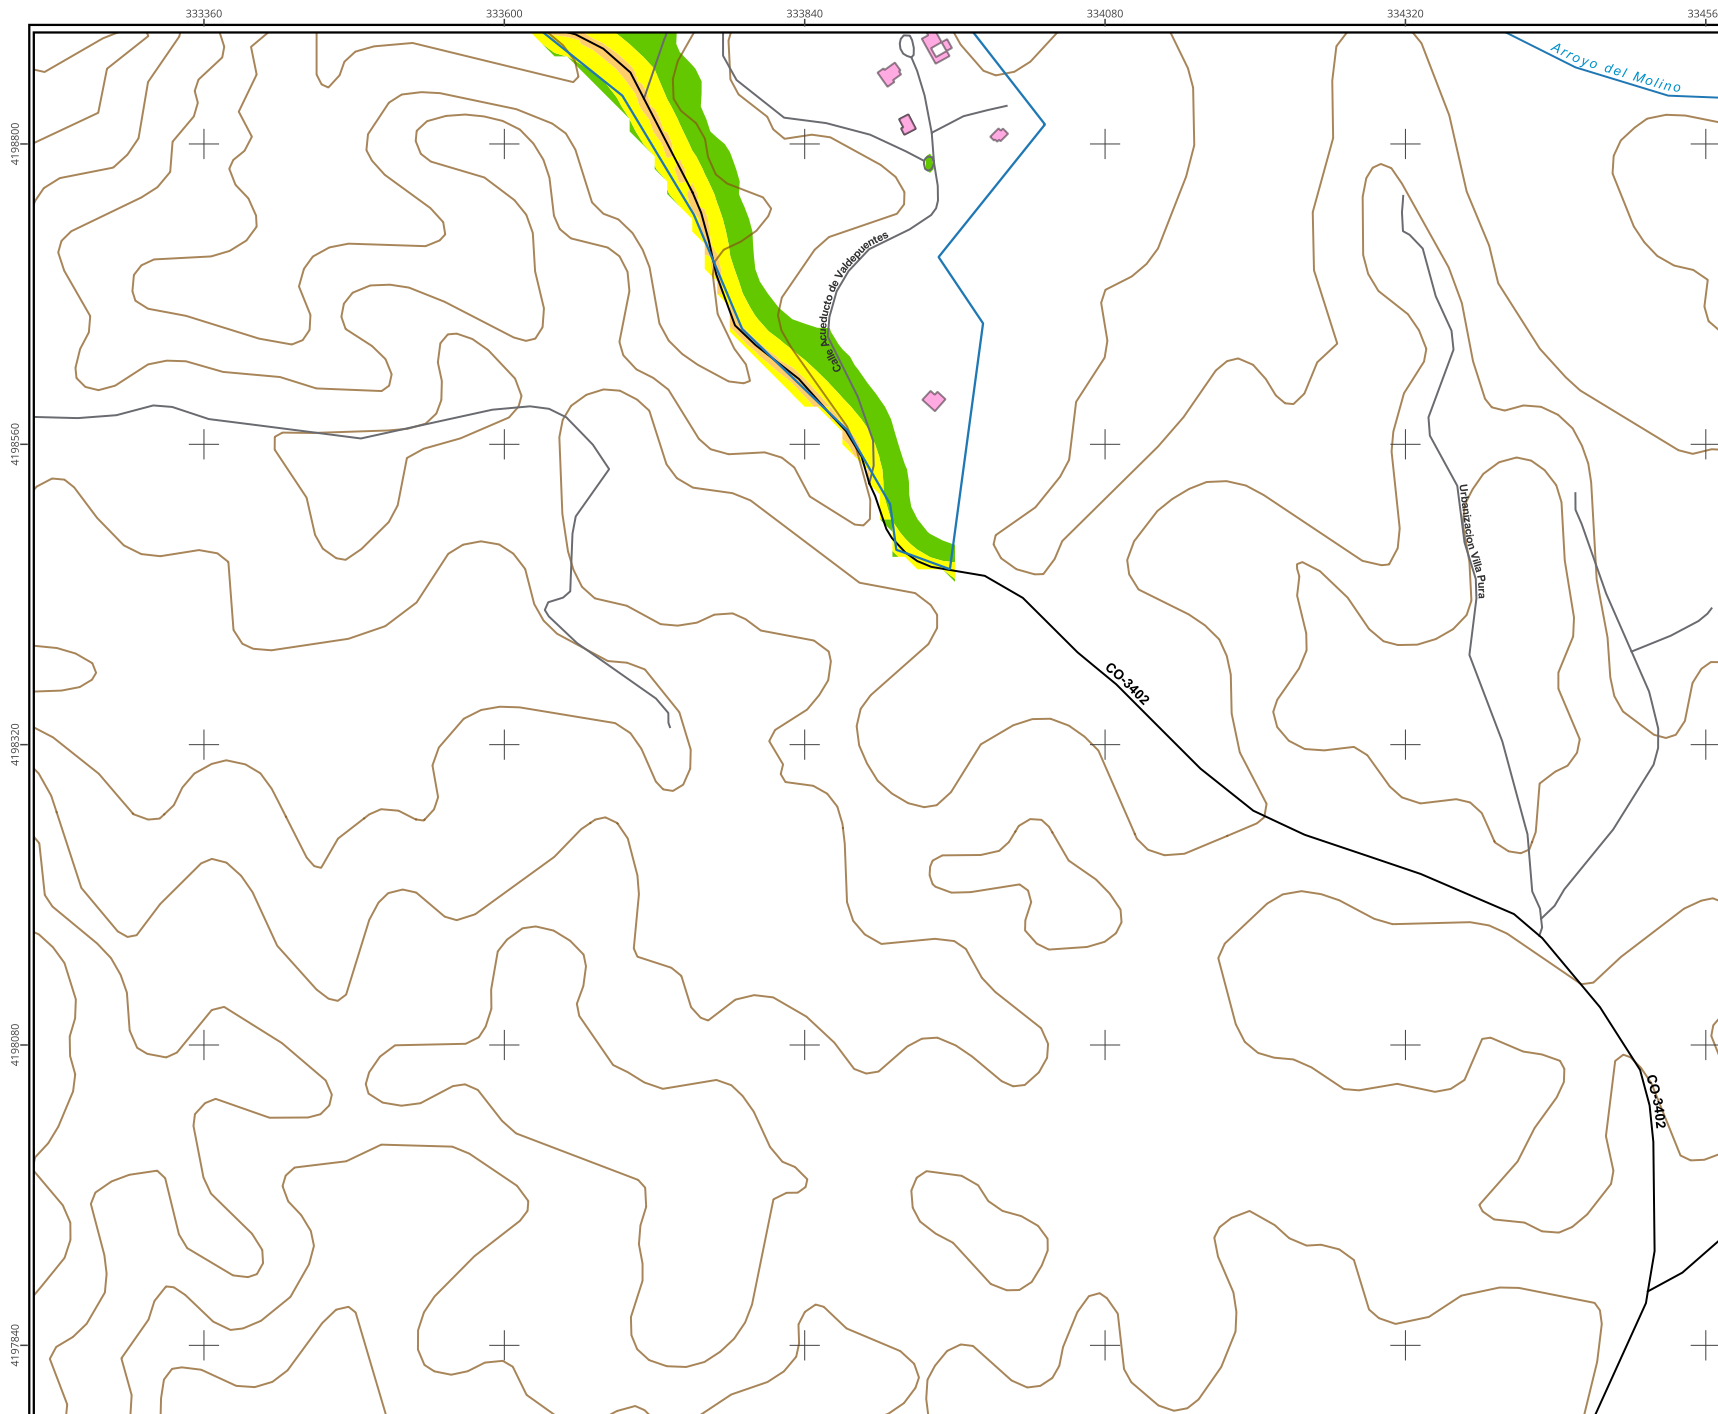 333360
333600
333840
334080
334320
33456
Arroyo del Molino
4198800
Calle Acueducto de Valdepuentes
4198560
Urbanizacion Villa Pura
CO-3402
4198320
4198080
CO-3402
4197840